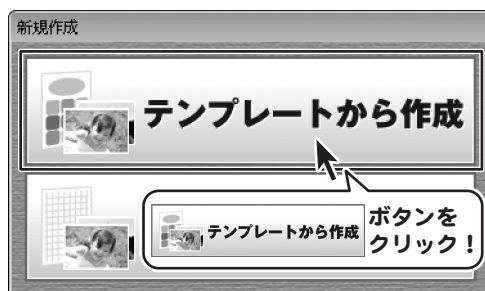 新規作成
テンプレートから作成
テンプレートから作成
ボタンを
クリック！